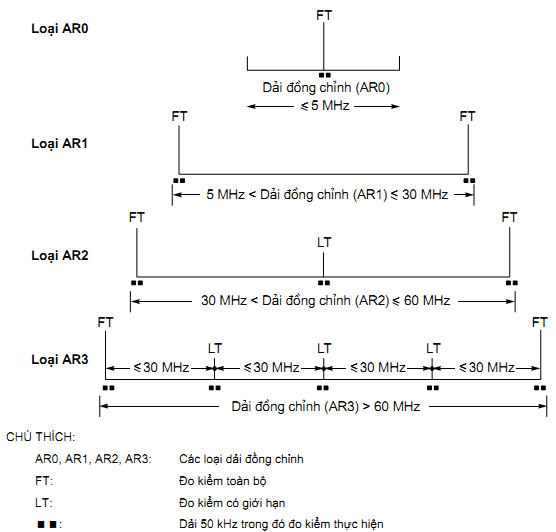 FT
Loại AR0
Dải đồng chỉnh (AR0)
⩽ 5 MHz
FT FT
Loại AR1
5 MHz < Dải đồng chỉnh (AR1) ⩽ 30 MHz
FT FT
LT
Loại AR2
30 MHz < Dải đồng chỉnh (AR2) ⩽ 60 MHz
FT FT
LT LT LT
Loại AR3
⩽30 MHz ⩽30 MHz ⩽30 MHz ⩽30 MHz
Dải đồng chỉnh (AR3) > 60 MHz
CHÚ THÍCH:
AR0, AR1, AR2, AR3: Các loại dải đồng chỉnh
FT: Đo kiểm toàn bộ
LT: Đo kiểm có giới hạn
■ ■: Dải 50 kHz trong đó đo kiểm thực hiện